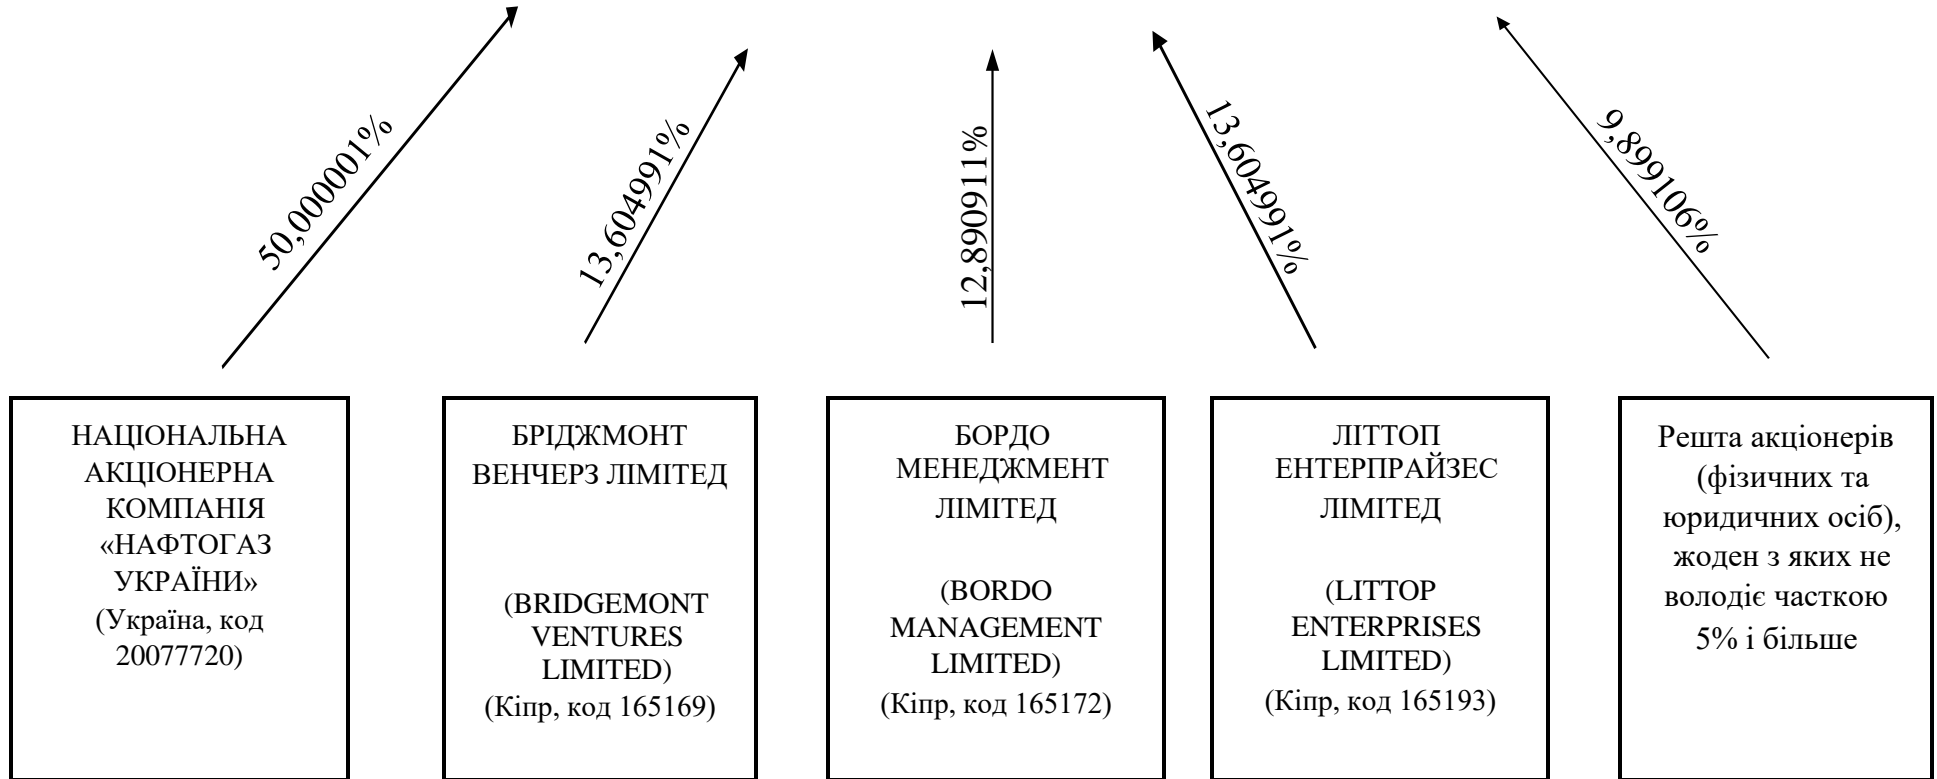 50,000001%
13,604991%
12,890911%
13,604991%
9,899106%
НАЦІОНАЛЬНА
АКЦІОНЕРНА
КОМПАНІЯ
«НАФТОГАЗ
УКРАЇНИ»
(Україна, код
20077720)
БРІДЖМОНТ
ВЕНЧЕРЗ ЛІМІТЕД
(BRIDGEMONT
VENTURES
LIMITED)
(Кіпр, код 165169)
БОРДО
МЕНЕДЖМЕНТ
ЛІМІТЕД
(BORDO
MANAGEMENT
LIMITED)
(Кіпр, код 165172)
ЛІТТОП
ЕНТЕРПРАЙЗЕС
ЛІМІТЕД
(LITTOP
ENTERPRISES
LIMITED)
(Кіпр, код 165193)
Решта акціонерів
(фізичних та
юридичних осіб),
жоден з яких не
володіє часткою
5% і більше